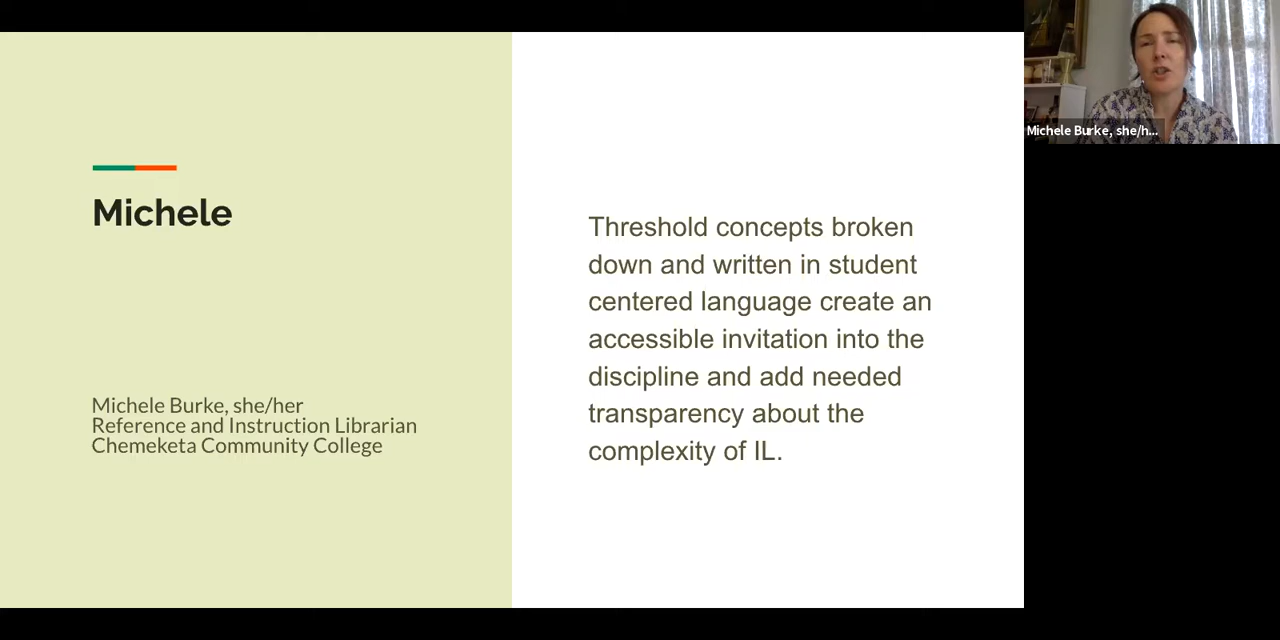 Michele
Michele Burke, she/her
Reference and Instruction Librarian
Chemeketa Community College
Threshold concepts broken
down and written in student
centered language create an
accessible invitation into the
discipline and add needed
transparency about the
complexity of IL.
Michele Burke, she/h...